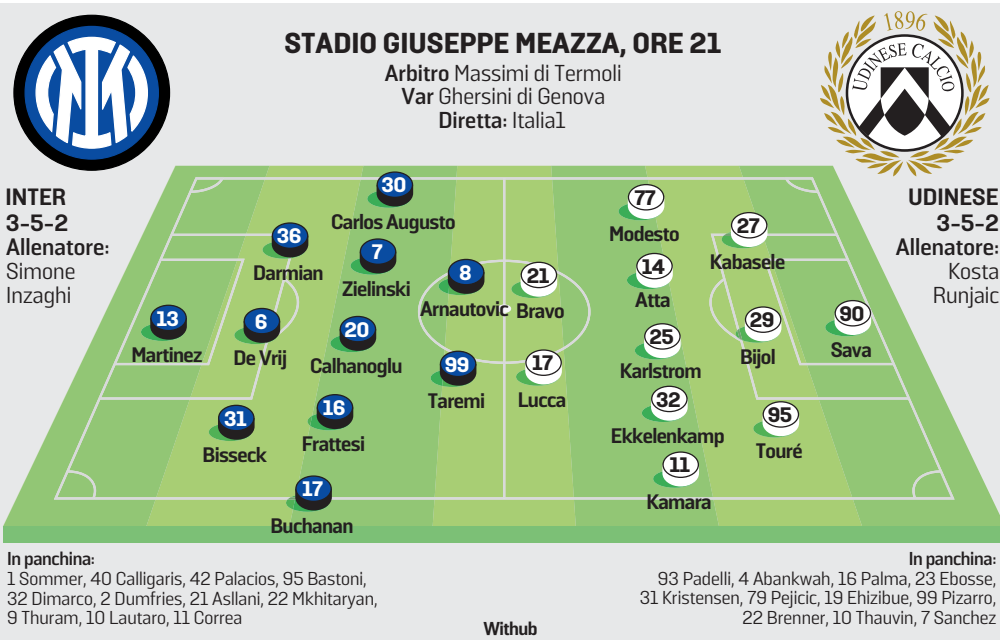 STADIO GIUSEPPE MEAZZA, ORE 21
Arbitro Massimi di Termoli
Var Ghersini di Genova
Diretta: Italia1
1896
UDINESE CALCIO
INTER
3-5-2
Allenatore:
Simone
Inzaghi
UDINESE
3-5-2
Allenatore:
Kosta
Runjaic
13
Martinez
36
Darmian
6
De Vrij
31
Bisseck
30
Carlos Augusto
7
Zielinski
20
Calhanoglu
16
Frattesi
17
Buchanan
8
Arnautovic
99
Taremi
21
Bravo
17
Lucca
77
Modesto
14
Atta
25
Karlstrom
32
Ekkelenkamp
11
Kamara
27
Kabasele
29
Bijol
95
Touré
90
Sava
In panchina:
1 Sommer, 40 Calligaris, 42 Palacios, 95 Bastoni,
32 Dimarco, 2 Dumfries, 21 Asllani, 22 Mkhitaryan,
9 Thuram, 10 Lautaro, 11 Correa
In panchina:
93 Padelli, 4 Abankwah, 16 Palma, 23 Ebosse,
31 Kristensen, 79 Pejicic, 19 Ehizibue, 99 Pizarro,
22 Brenner, 10 Thauvin, 7 Sanchez
Withub